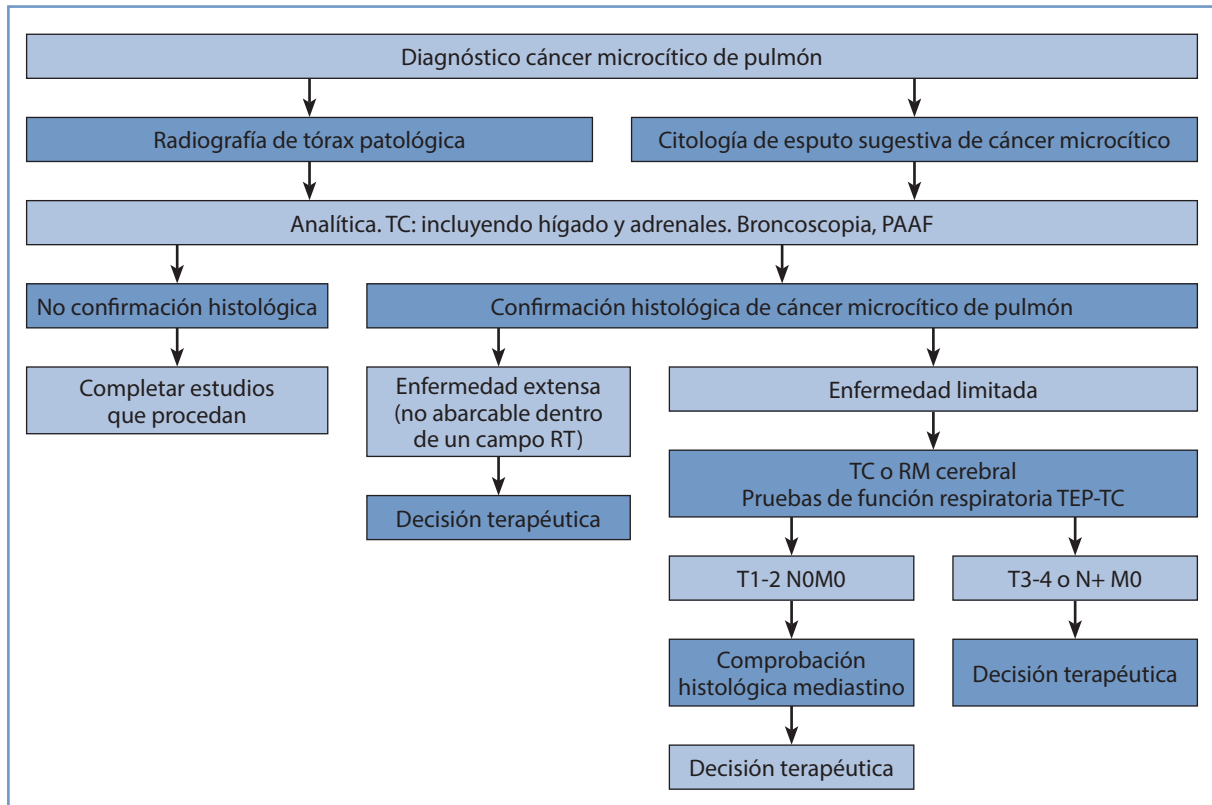 Diagnóstico cáncer microcítico de pulmón
Radiografía de tórax patológica
Citología de esputo sugestiva de cáncer microcítico
Analítica. TC: incluyendo hígado y adrenales. Broncoscopia, PAAF
No confirmación histológica
Confirmación histológica de cáncer microcítico de pulmón
Completar estudios
que procedan
Enfermedad extensa
(no abarcable dentro
de un campo RT)
Enfermedad limitada
Decisión terapéutica
TC o RM cerebral
Pruebas de función respiratoria TEP-TC
T1-2 N0M0
T3-4 o N+ M0
Comprobación
histológica mediastino
Decisión terapéutica
Decisión terapéutica